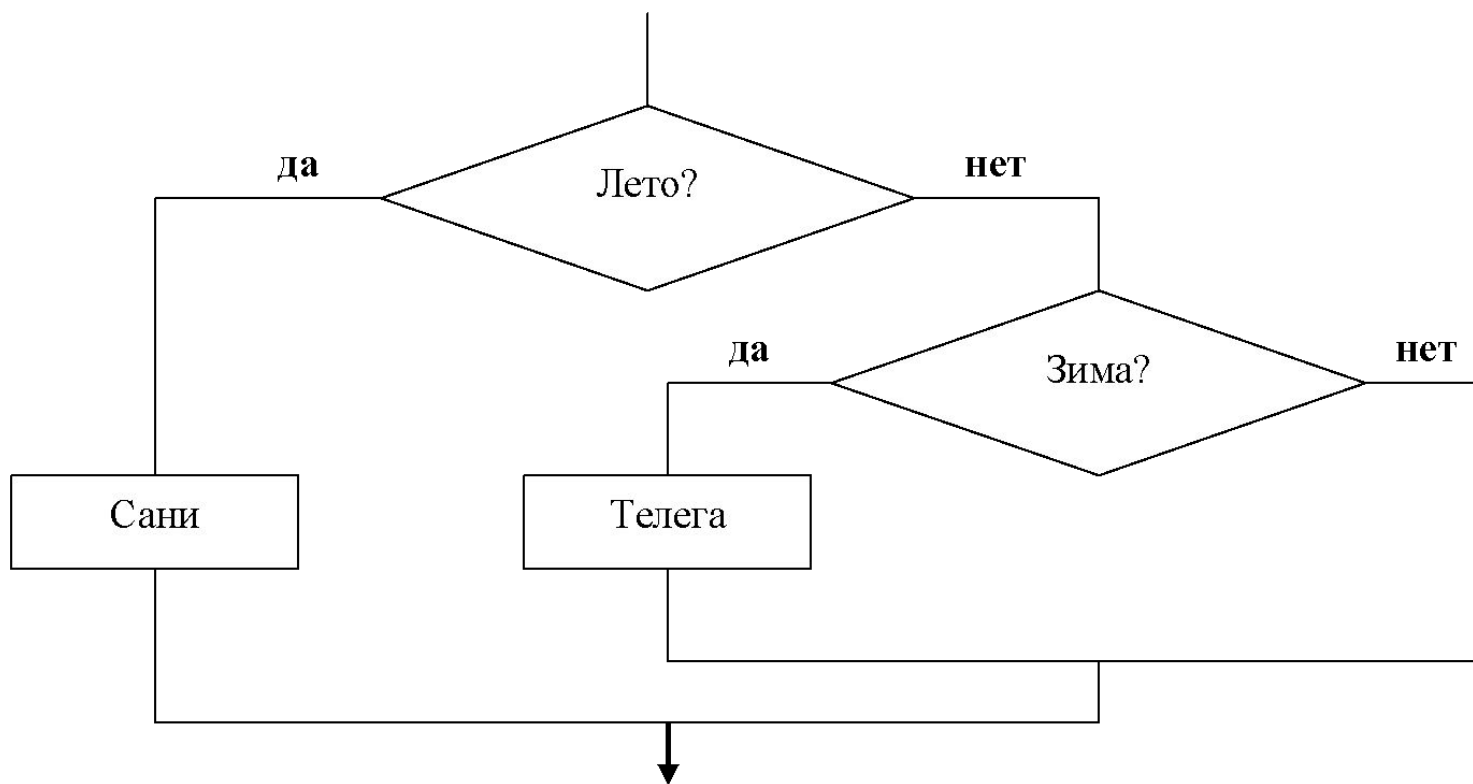 да
Лето?
нет
да
Зима?
нет
Сани
Телега